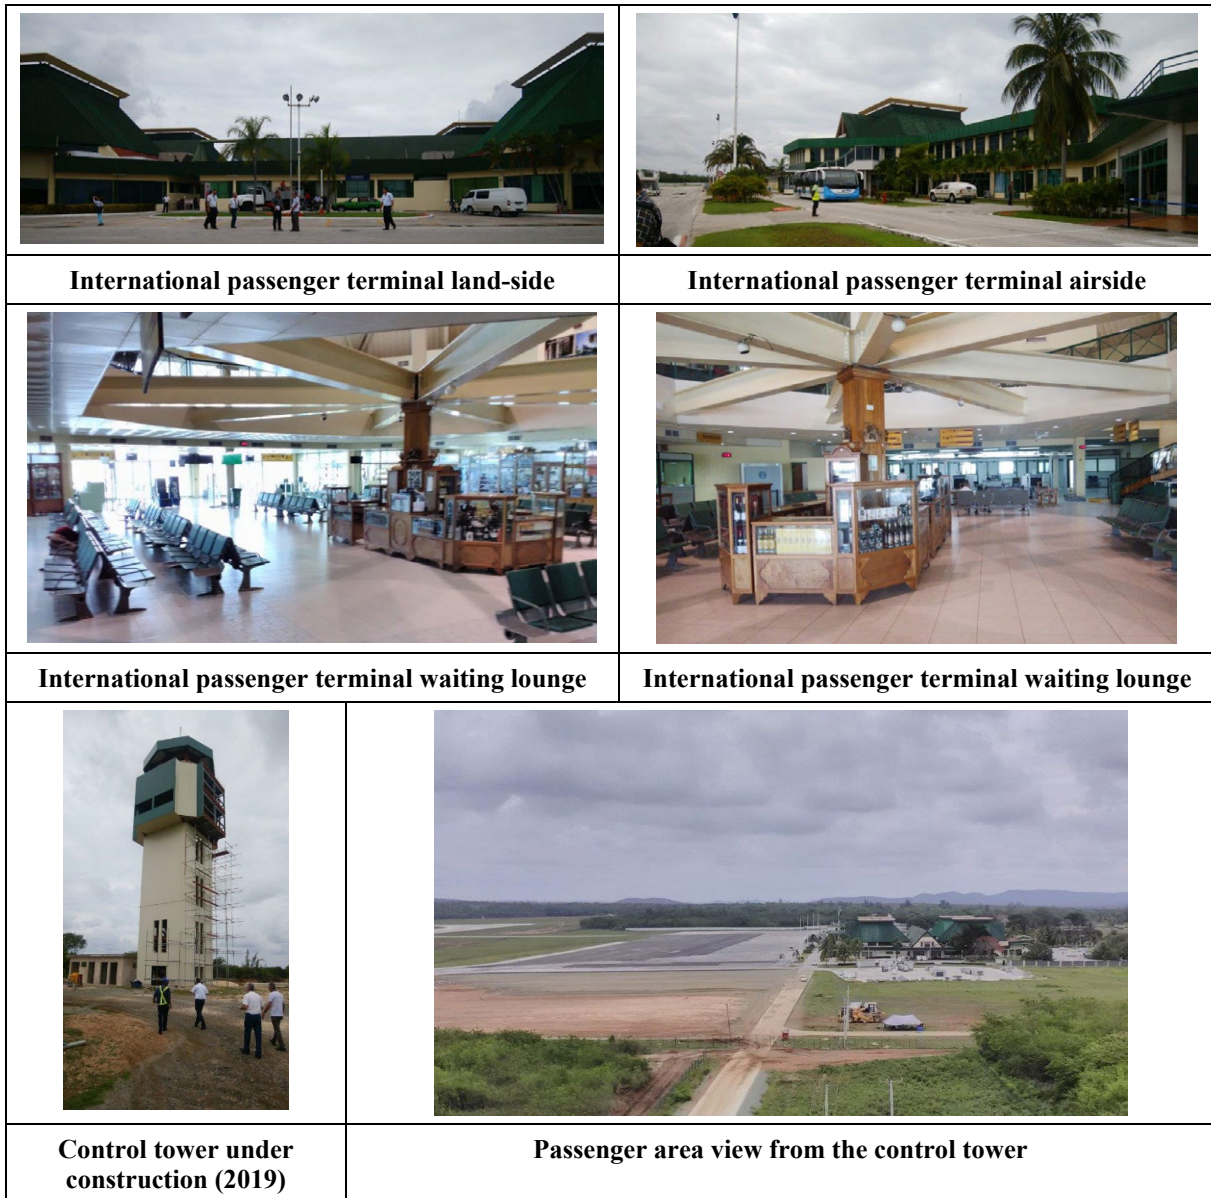 International passenger terminal land-side
International passenger terminal airside
International passenger terminal waiting lounge
International passenger terminal waiting lounge
Control tower under
construction (2019)
Passenger area view from the control tower